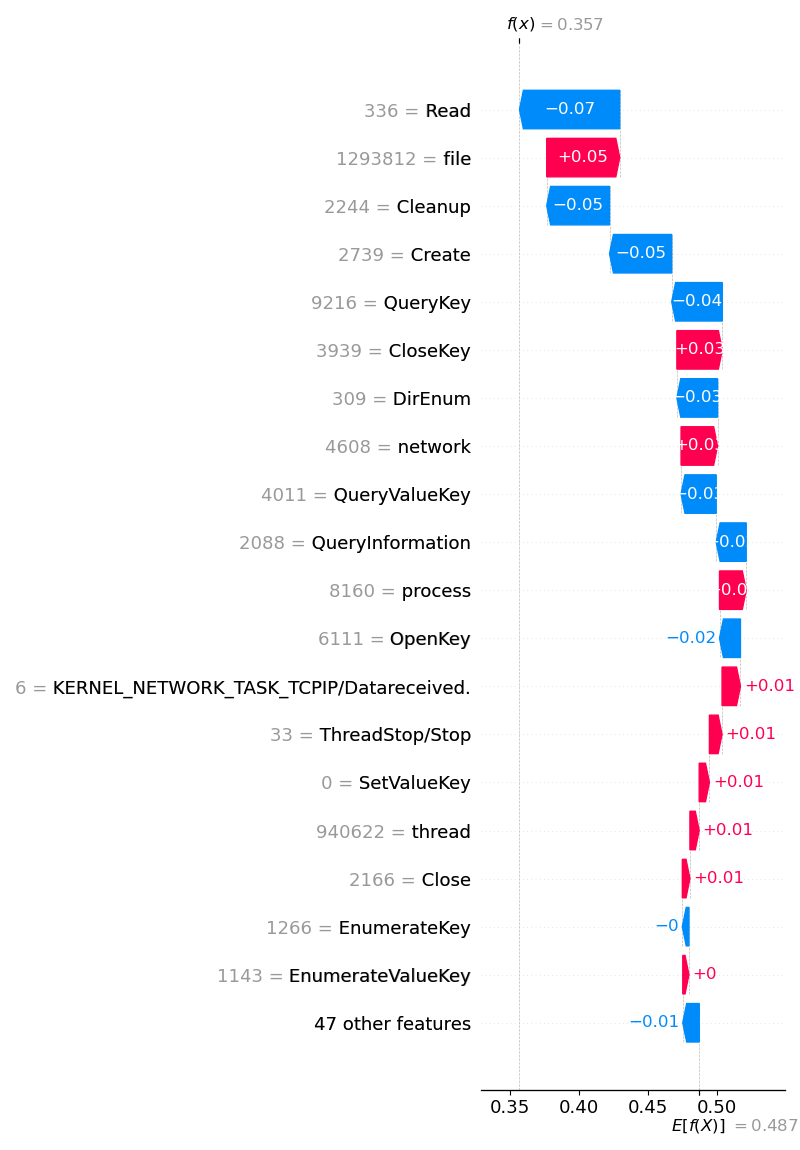 f(x) = 0.357
336 = Read
−0.07
1293812 = file
+0.05
2244 = Cleanup
−0.05
2739 = Create
−0.05
9216 = QueryKey
−0.04
3939 = CloseKey
+0.03
309 = DirEnum
−0.03
4608 = network
4011 = QueryValueKey
2088 = QueryInformation
8160 = process
6111 = OpenKey
−0.02
6 = KERNEL_NETWORK_TASK_TCPIP/Datareceived.
+0.01
33 = ThreadStop/Stop
+0.01
0 = SetValueKey
+0.01
940622 = thread
+0.01
2166 = Close
+0.01
1266 = EnumerateKey
−0
1143 = EnumerateValueKey
+0
47 other features
−0.01
0.35 0.40 0.45 0.50
E[f(X)] = 0.487